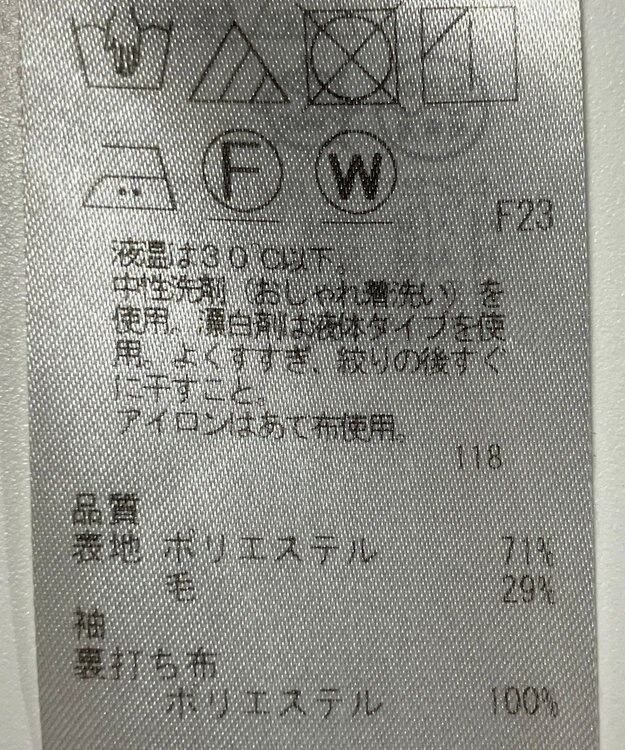 F W
F23
液温は30℃以下。
中性洗剤（おしゃれ着洗い）を
使用。漂白剤は液体タイプを使
用。よくすすぎ、絞りの後すぐ
に干すこと。
アイロンはあて布使用。
118
品質
表地 ポリエステル 71%
毛 29%
袖
裏打ち布
ポリエステル 100%